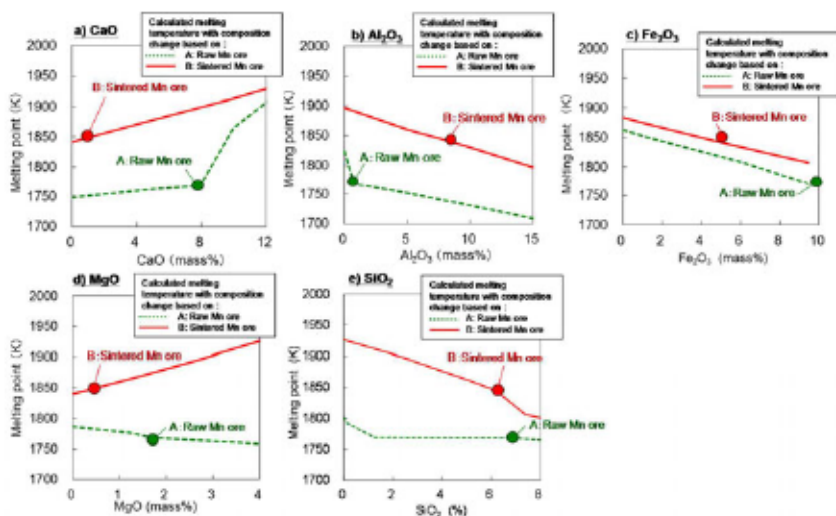 a) CaO
Calculated melting
temperature with composition
change based on :
A: Raw Mn ore
B: Sintered Mn ore
2000
1950
1900
1850
1800
1750
1700
Melting point (K)
B: Sintered Mn ore
A: Raw Mn ore
0
4
8
12
CaO (mass%)
b) Al₂O₃
Calculated melting
temperature with composition
change based on :
A: Raw Mn ore
B: Sintered Mn ore
2000
1950
1900
1850
1800
1750
1700
Melting point (K)
B: Sintered Mn ore
A: Raw Mn ore
0
5
10
15
Al₂O₃ (mass%)
c) Fe₂O₃
Calculated melting
temperature with composition
change based on :
A: Raw Mn ore
B: Sintered Mn ore
2000
1950
1900
1850
1800
1750
1700
Melting point (K)
B: Sintered Mn ore
A: Raw Mn ore
0
5
10
Fe₂O₃ (mass%)
d) MgO
Calculated melting
temperature with composition
change based on :
A: Raw Mn ore
B: Sintered Mn ore
2000
1950
1900
1850
1800
1750
1700
Melting point (K)
B: Sintered Mn ore
A: Raw Mn ore
0
1
2
3
4
MgO (mass%)
e) SiO₂
Calculated melting
temperature with composition
change based on :
A: Raw Mn ore
B: Sintered Mn ore
2000
1950
1900
1850
1800
1750
1700
Melting point (K)
B: Sintered Mn ore
A: Raw Mn ore
0
2
4
6
8
SiO₂ (%)